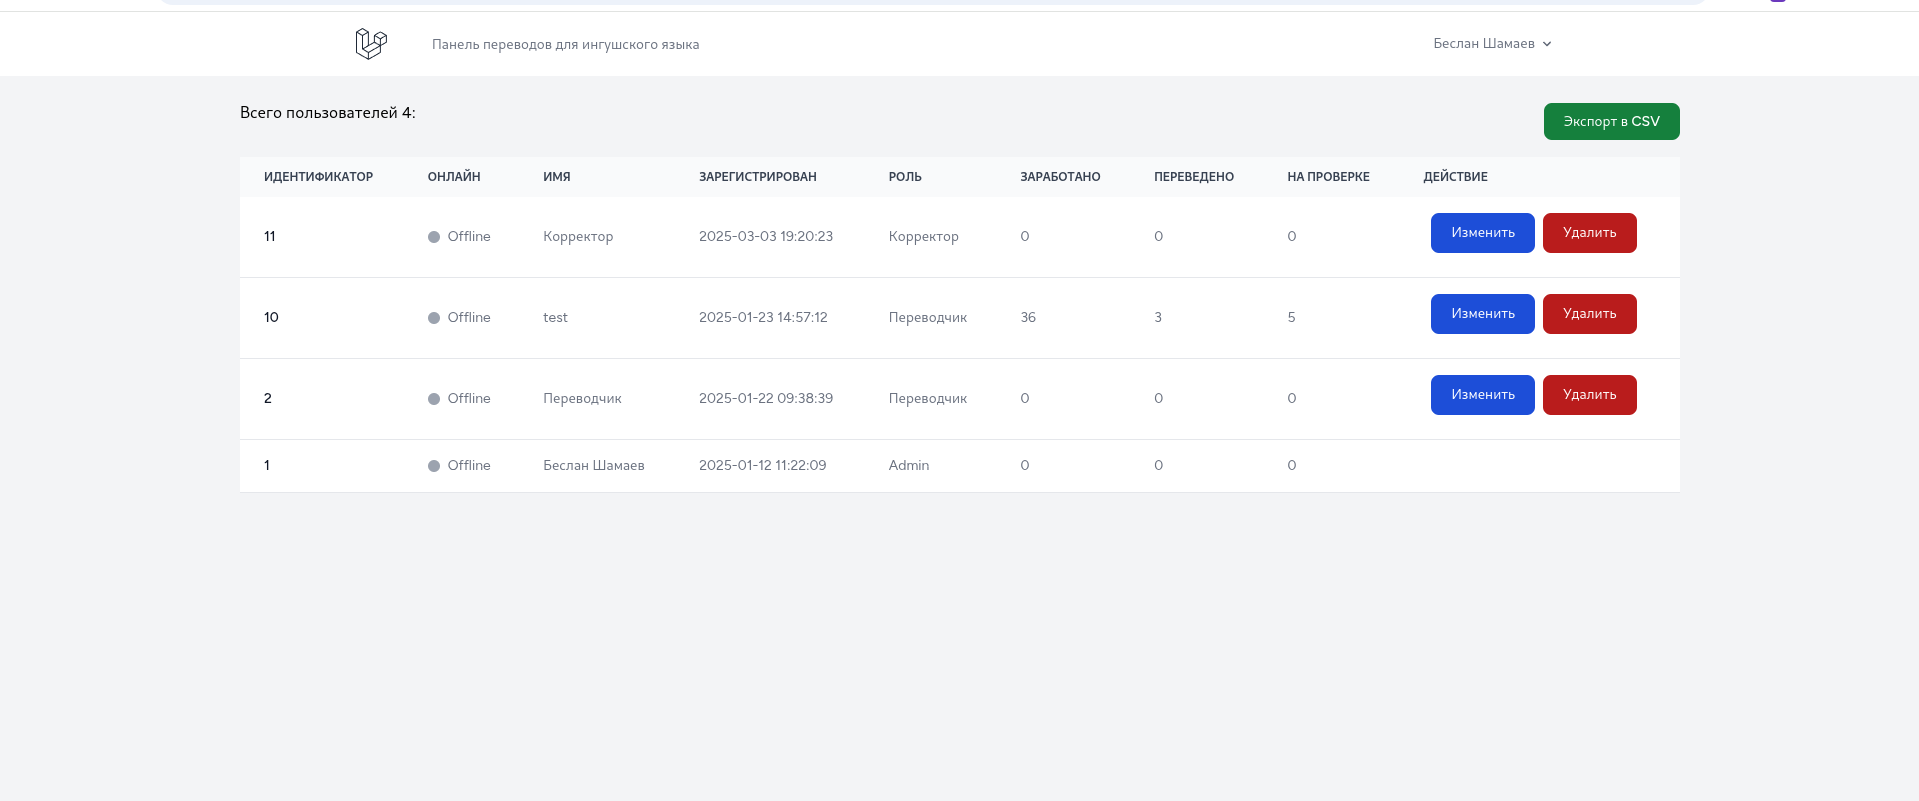 Панель переводов для ингушского языка
Беслан Шамаев
Всего пользователей 4:
Экспорт в CSV
ИДЕНТИФИКАТОР ОНЛАЙН ИМЯ ЗАРЕГИСТРИРОВАН РОЛЬ ЗАРАБОТАНО ПЕРЕВЕДЕНО НА ПРОВЕРКЕ ДЕЙСТВИЕ
11 Offline Корректор 2025-03-03 19:20:23 Корректор 0 0 0 Изменить Удалить
10 Offline test 2025-01-23 14:57:12 Переводчик 36 3 5 Изменить Удалить
2 Offline Переводчик 2025-01-22 09:38:39 Переводчик 0 0 0 Изменить Удалить
1 Offline Беслан Шамаев 2025-01-12 11:22:09 Admin 0 0 0